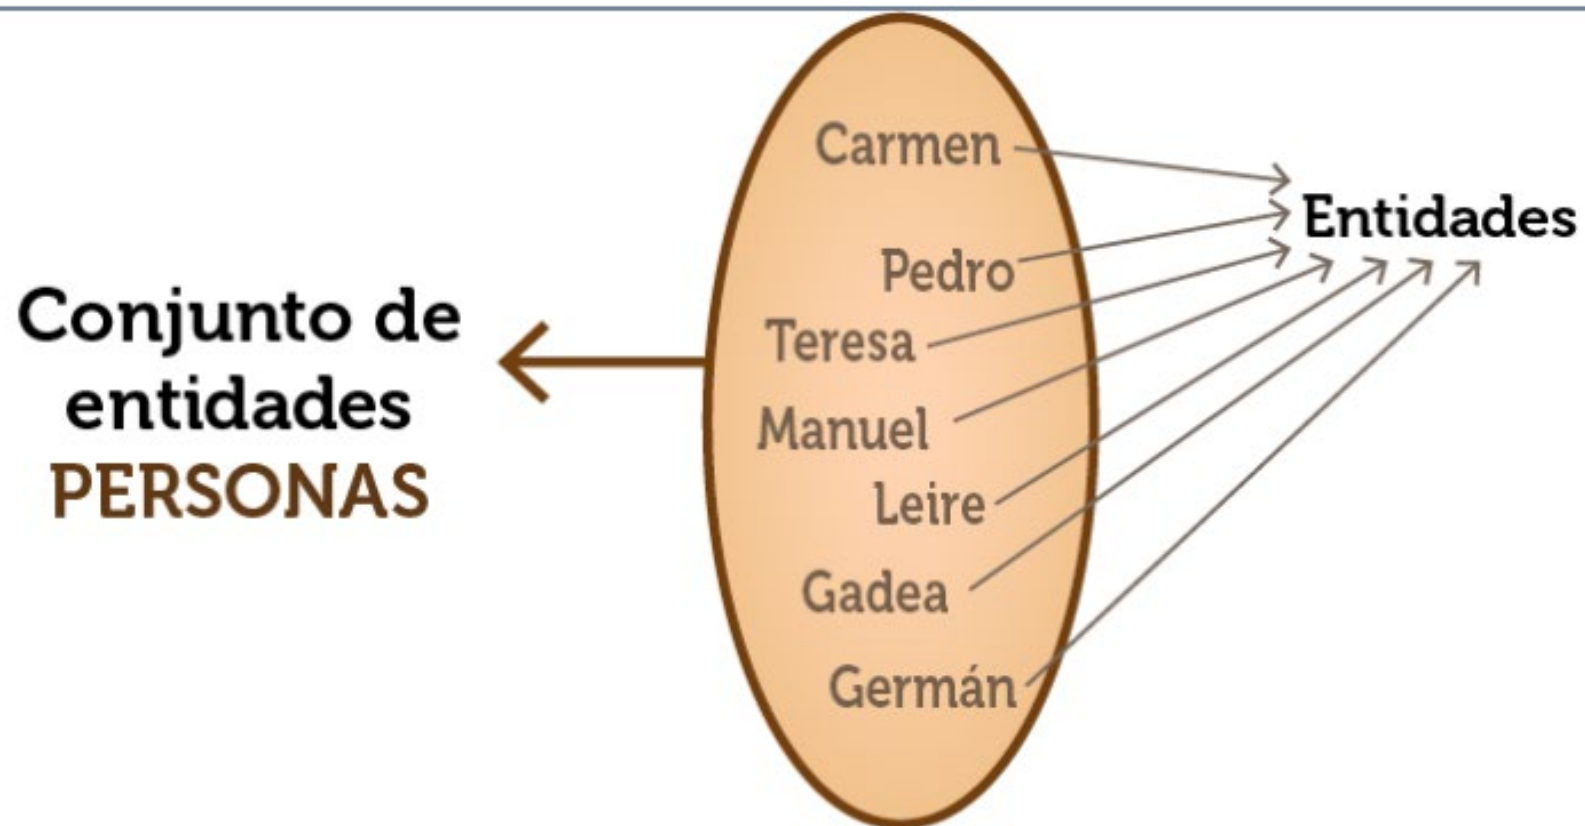 Conjunto de
entidades
PERSONAS
Carmen
Pedro
Teresa
Manuel
Leire
Gadea
Germán
Entidades